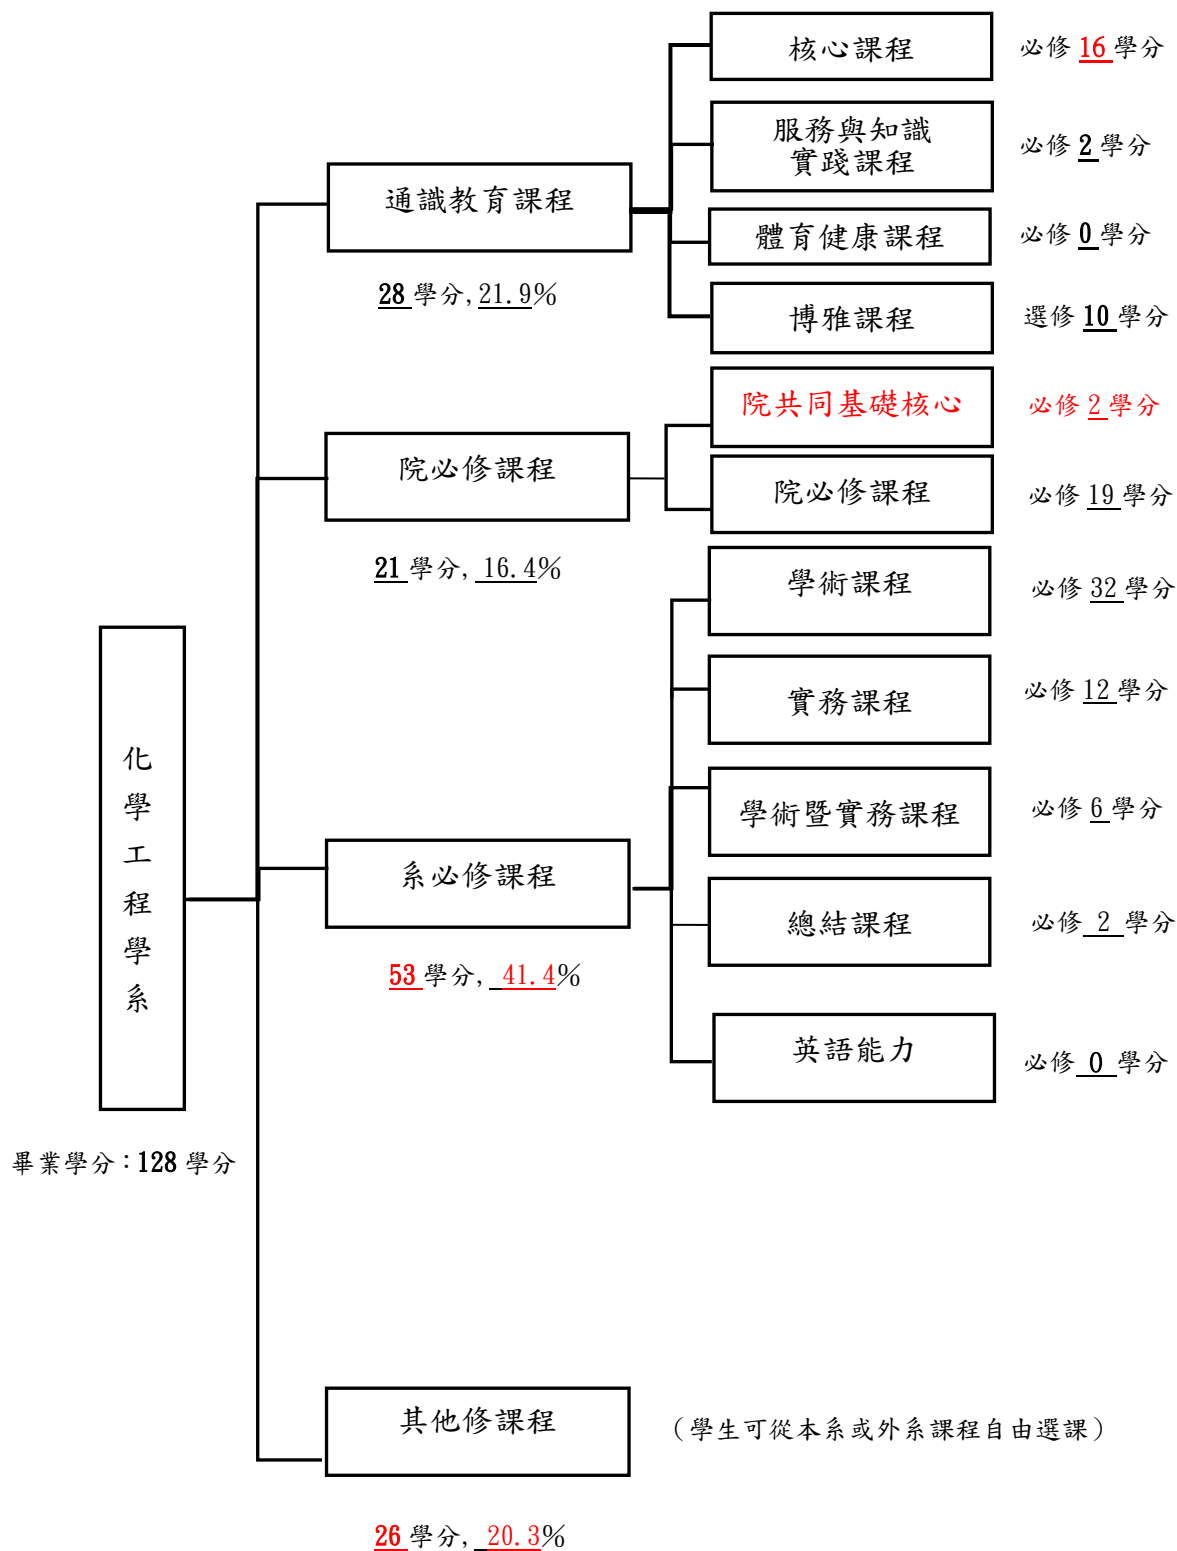 核心課程
必修 16 學分
服務與知識
實踐課程
必修 2 學分
通識教育課程
體育健康課程
必修 0 學分
28 學分, 21.9%
博雅課程
選修 10 學分
院共同基礎核心
必修 2 學分
院必修課程
院必修課程
必修 19 學分
21 學分, 16.4%
學術課程
必修 32 學分
實務課程
必修 12 學分
化學工程學系
學術暨實務課程
必修 6 學分
系必修課程
總結課程
必修 2 學分
53 學分, 41.4%
英語能力
必修 0 學分
畢業學分：128 學分
其他修課程
（學生可從本系或外系課程自由選課）
26 學分, 20.3%